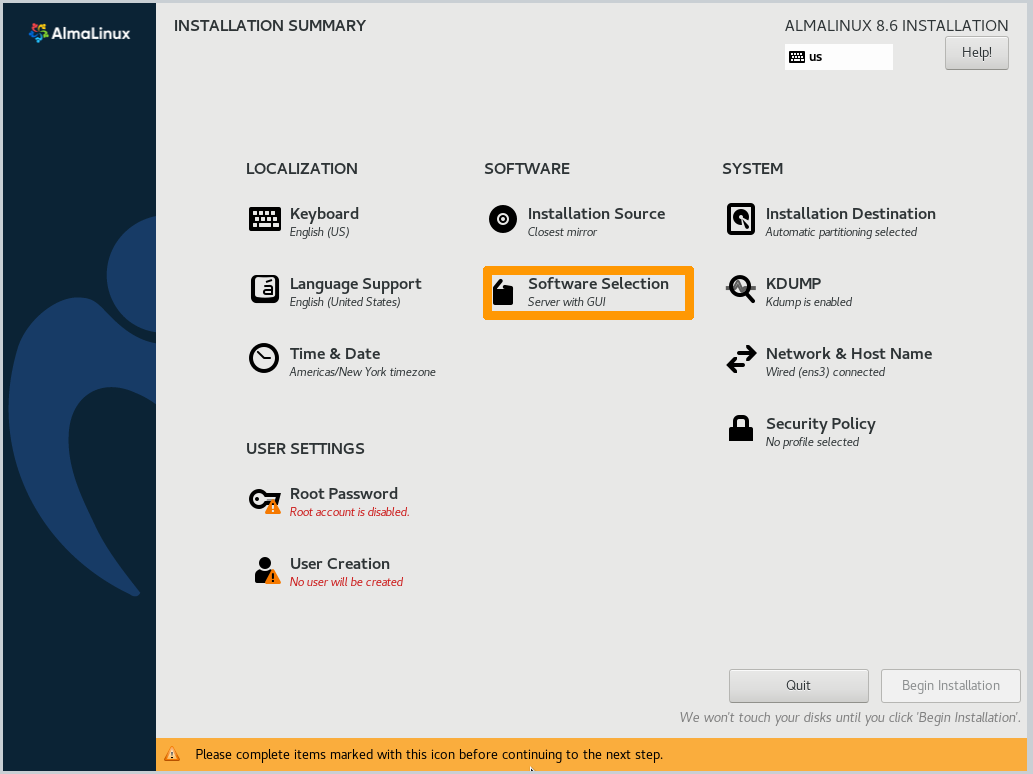 AlmaLinux
INSTALLATION SUMMARY
ALMALINUX 8.6 INSTALLATION
us
Help!
LOCALIZATION
Keyboard
English (US)
Language Support
English (United States)
Time & Date
Americas/New York timezone
SOFTWARE
Installation Source
Closest mirror
Software Selection
Server with GUI
SYSTEM
Installation Destination
Automatic partitioning selected
KDUMP
Kdump is enabled
Network & Host Name
Wired (ens3) connected
Security Policy
No profile selected
USER SETTINGS
Root Password
Root account is disabled.
User Creation
No user will be created
Quit
Begin Installation
We won't touch your disks until you click 'Begin Installation'.
Please complete items marked with this icon before continuing to the next step.